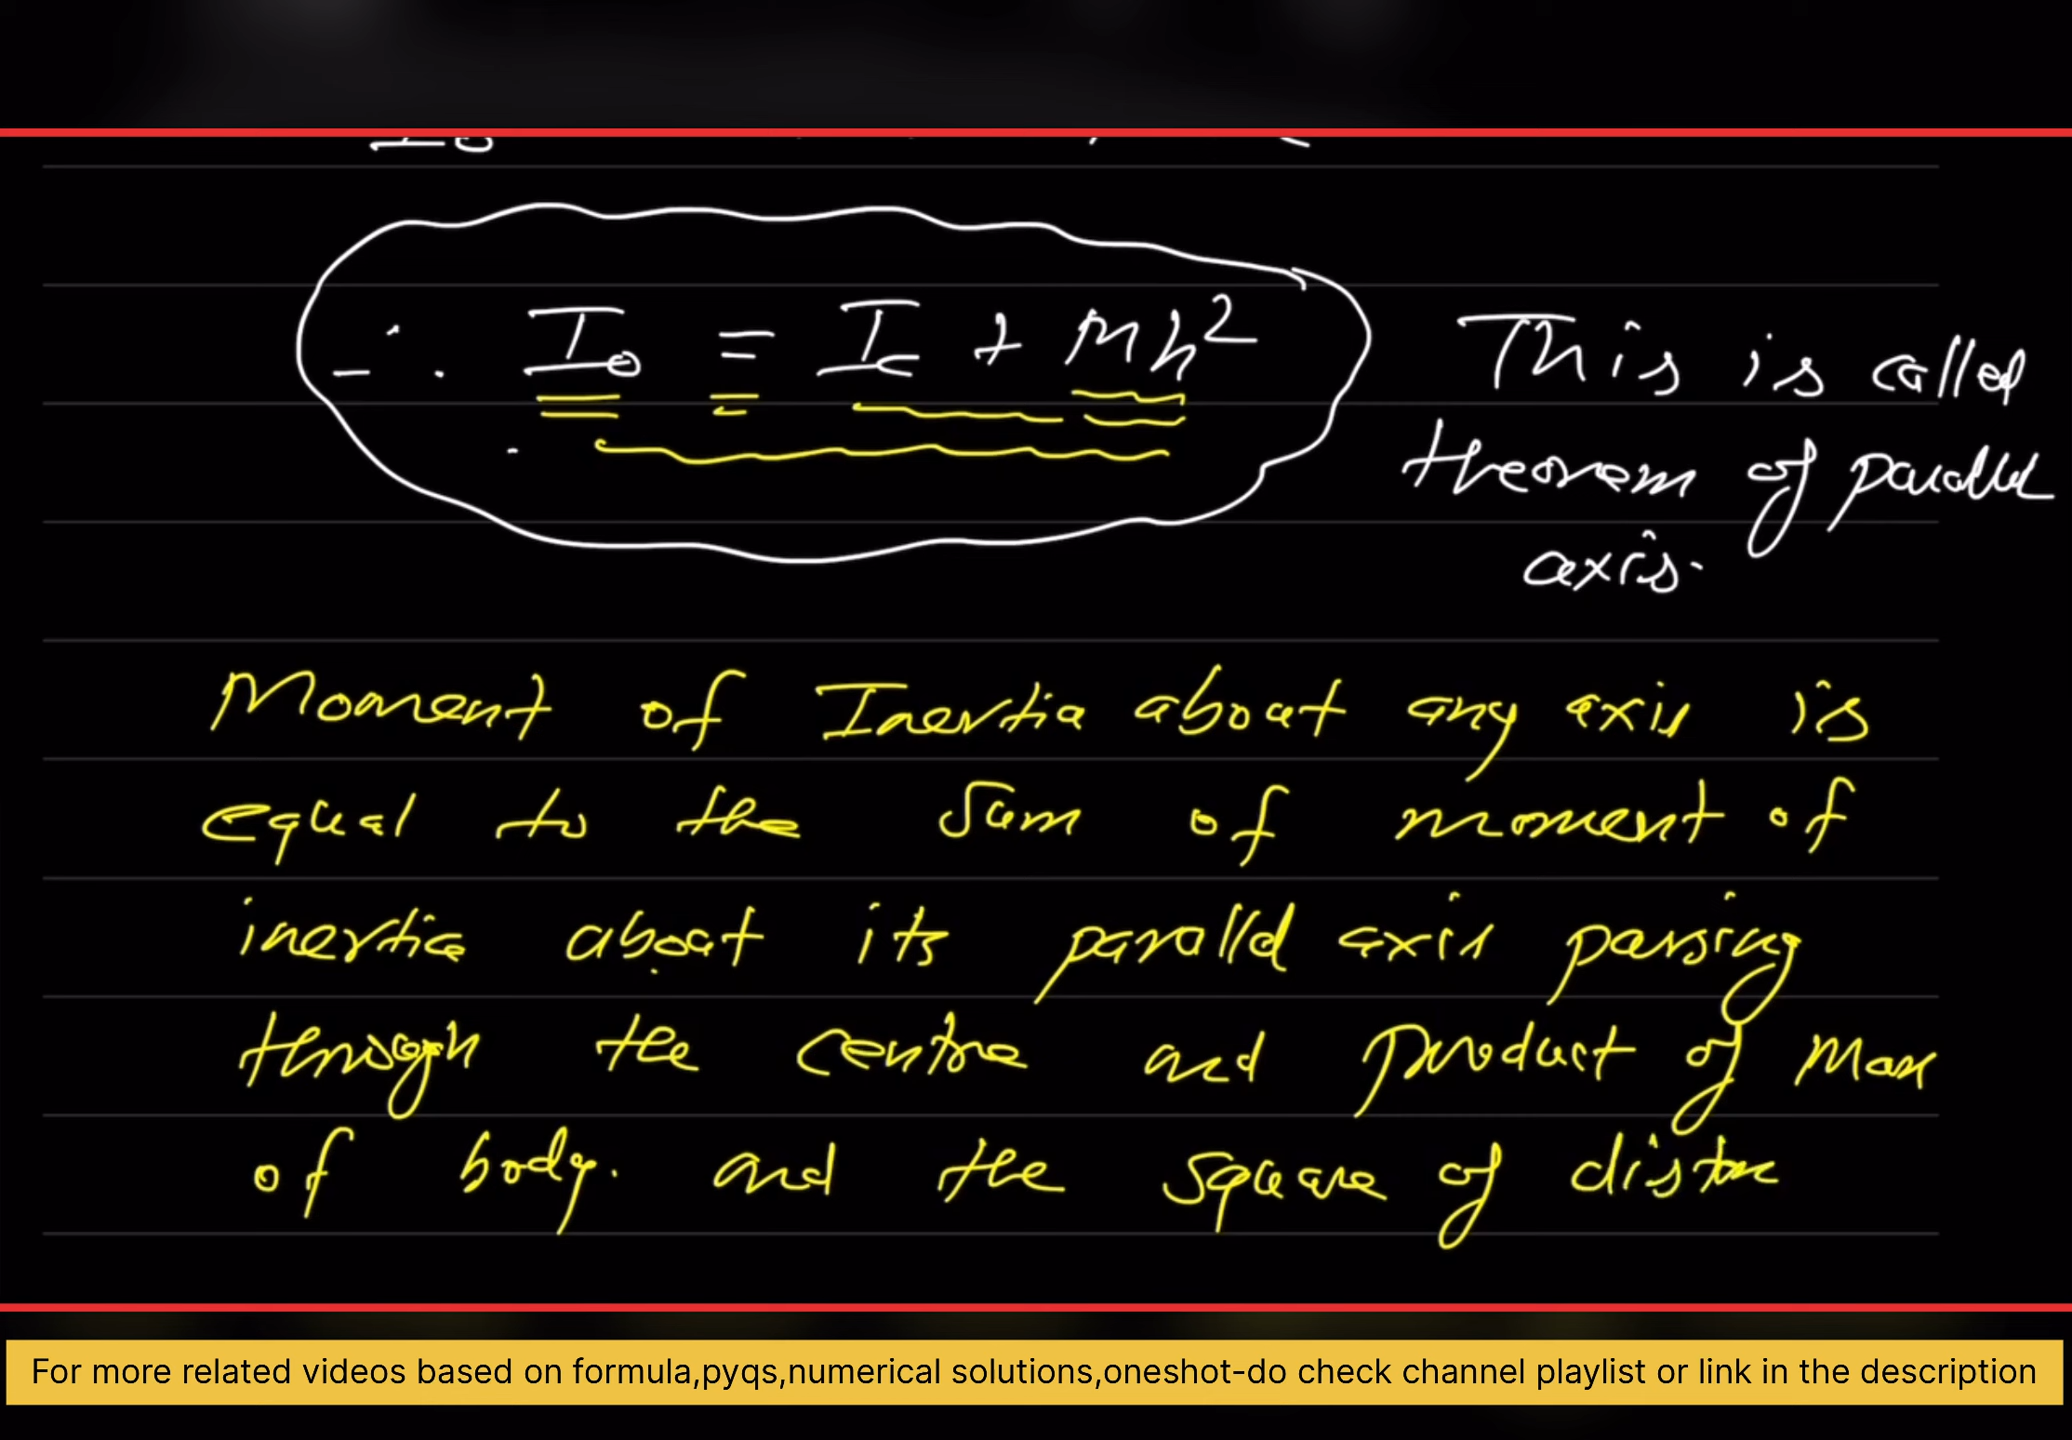 ∴ I₀ = Ic + Mh²
This is called
theorem of parallel
axis.
Moment of Inertia about any axis is
equal to the sum of moment of
inertia about its parallel axis passing
through the centre and product of Mass
of body. and the square of
For more related videos based on formula,pyqs,numerical solutions,oneshot-do check channel playlist or link in the description